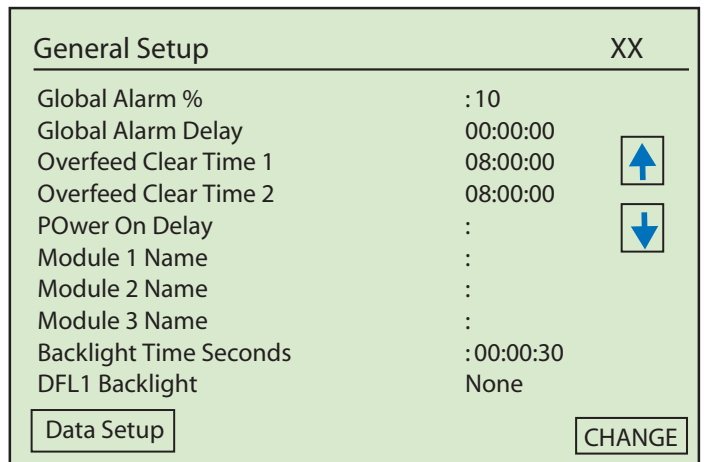 General Setup XX
Global Alarm % : 10
Global Alarm Delay 00:00:00
Overfeed Clear Time 1 08:00:00
Overfeed Clear Time 2 08:00:00
POwer On Delay :
Module 1 Name :
Module 2 Name :
Module 3 Name :
Backlight Time Seconds : 00:00:30
DFL1 Backlight None
Data Setup CHANGE